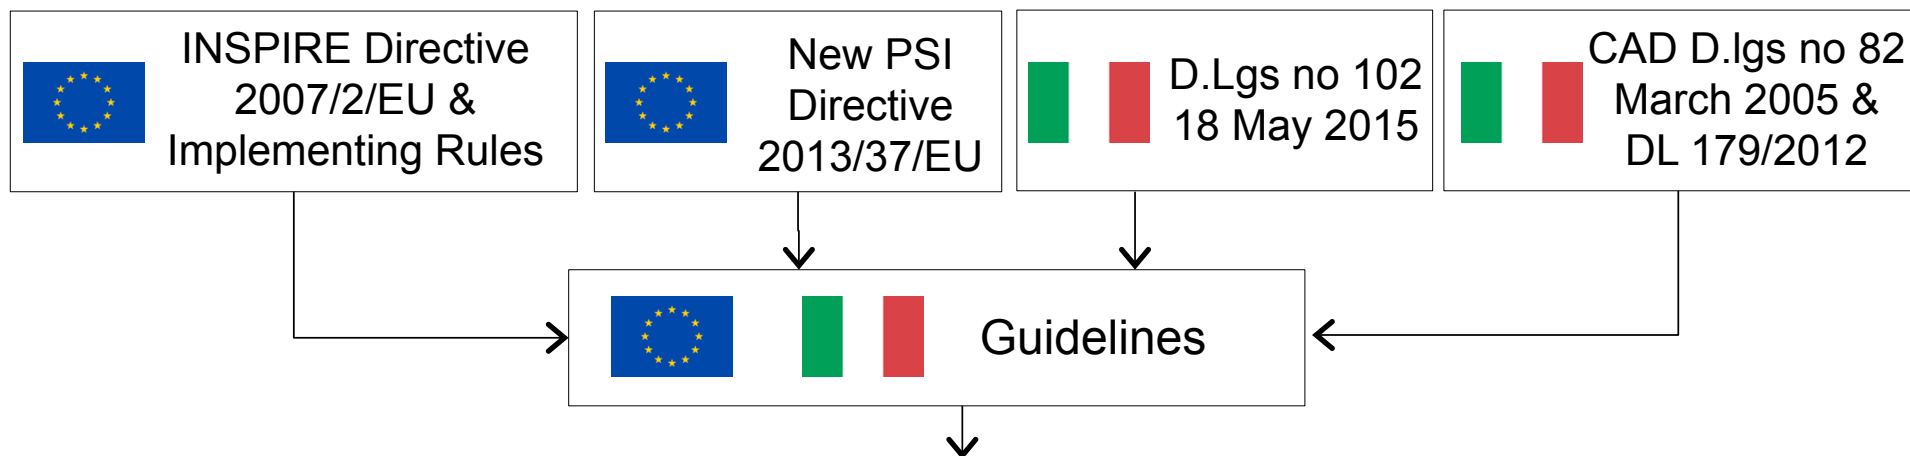 INSPIRE Directive
2007/2/EU &
Implementing Rules
New PSI
Directive
2013/37/EU
D.Lgs no 102
18 May 2015
CAD D.lgs no 82
March 2005 &
DL 179/2012
Guidelines